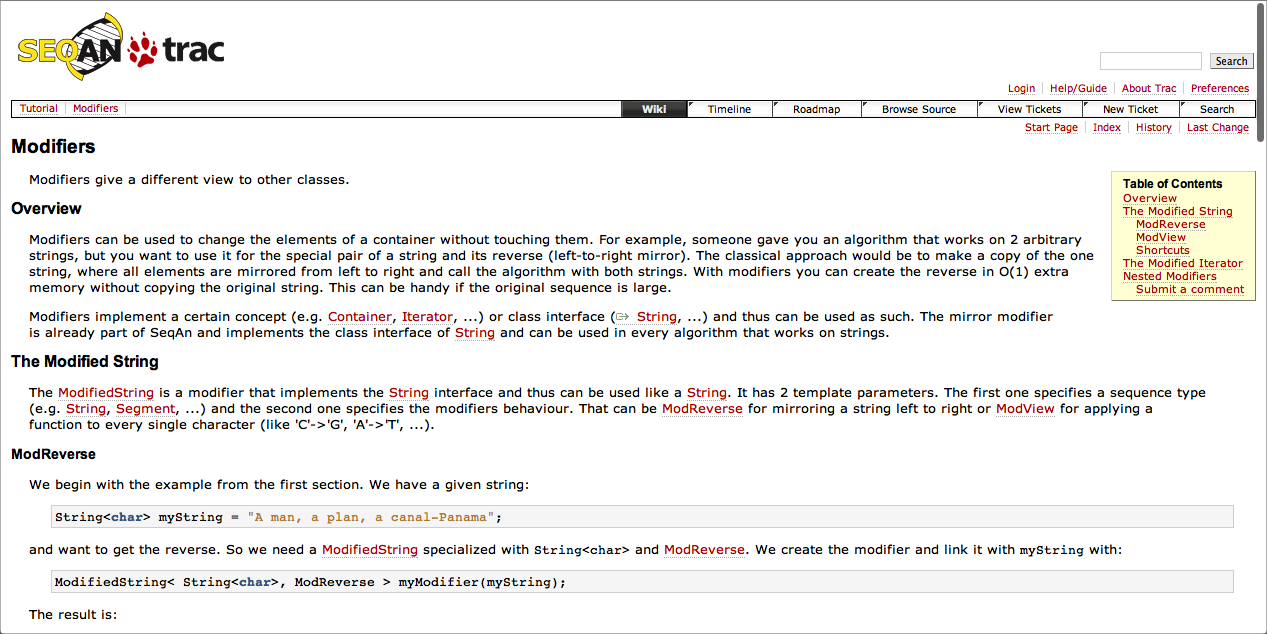 SEQAN trac
Search
Login Help/Guide About Trac Preferences
Tutorial Modifiers Wiki Timeline Roadmap Browse Source View Tickets New Ticket Search
Start Page Index History Last Change
Modifiers
Modifiers give a different view to other classes.
Table of Contents
Overview
The Modified String
ModReverse
ModView
Shortcuts
The Modified Iterator
Nested Modifiers
Submit a comment
Overview
Modifiers can be used to change the elements of a container without touching them. For example, someone gave you an algorithm that works on 2 arbitrary
strings, but you want to use it for the special pair of a string and its reverse (left-to-right mirror). The classical approach would be to make a copy of the one
string, where all elements are mirrored from left to right and call the algorithm with both strings. With modifiers you can create the reverse in O(1) extra
memory without copying the original string. This can be handy if the original sequence is large.
Modifiers implement a certain concept (e.g. Container, Iterator, ...) or class interface (String, ...) and thus can be used as such. The mirror modifier
is already part of SeqAn and implements the class interface of String and can be used in every algorithm that works on strings.
The Modified String
The ModifiedString is a modifier that implements the String interface and thus can be used like a String. It has 2 template parameters. The first one specifies a sequence type
(e.g. String, Segment, ...) and the second one specifies the modifiers behaviour. That can be ModReverse for mirroring a string left to right or ModView for applying a
function to every single character (like 'C'->'G', 'A'->'T', ...).
ModReverse
We begin with the example from the first section. We have a given string:
String<char> myString = "A man, a plan, a canal-Panama";
and want to get the reverse. So we need a ModifiedString specialized with String<char> and ModReverse. We create the modifier and link it with myString with:
ModifiedString< String<char>, ModReverse > myModifier(myString);
The result is: